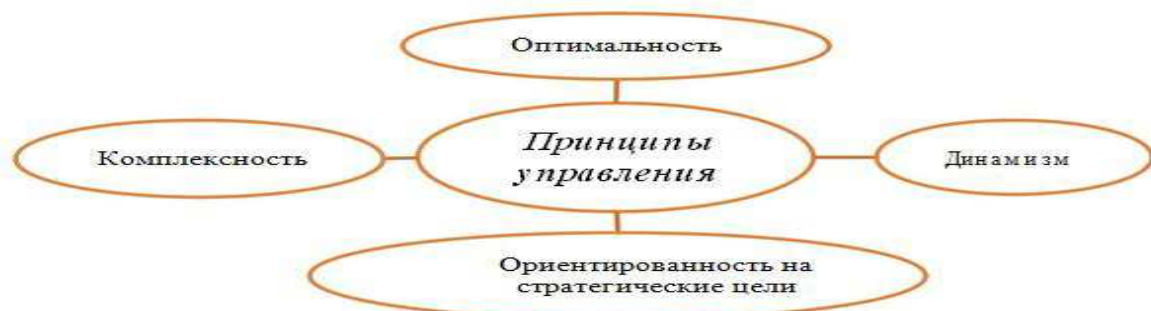 Оптимальность
Комплексность
Принципы
управления
Динамизм
Ориентированность на
стратегические цели